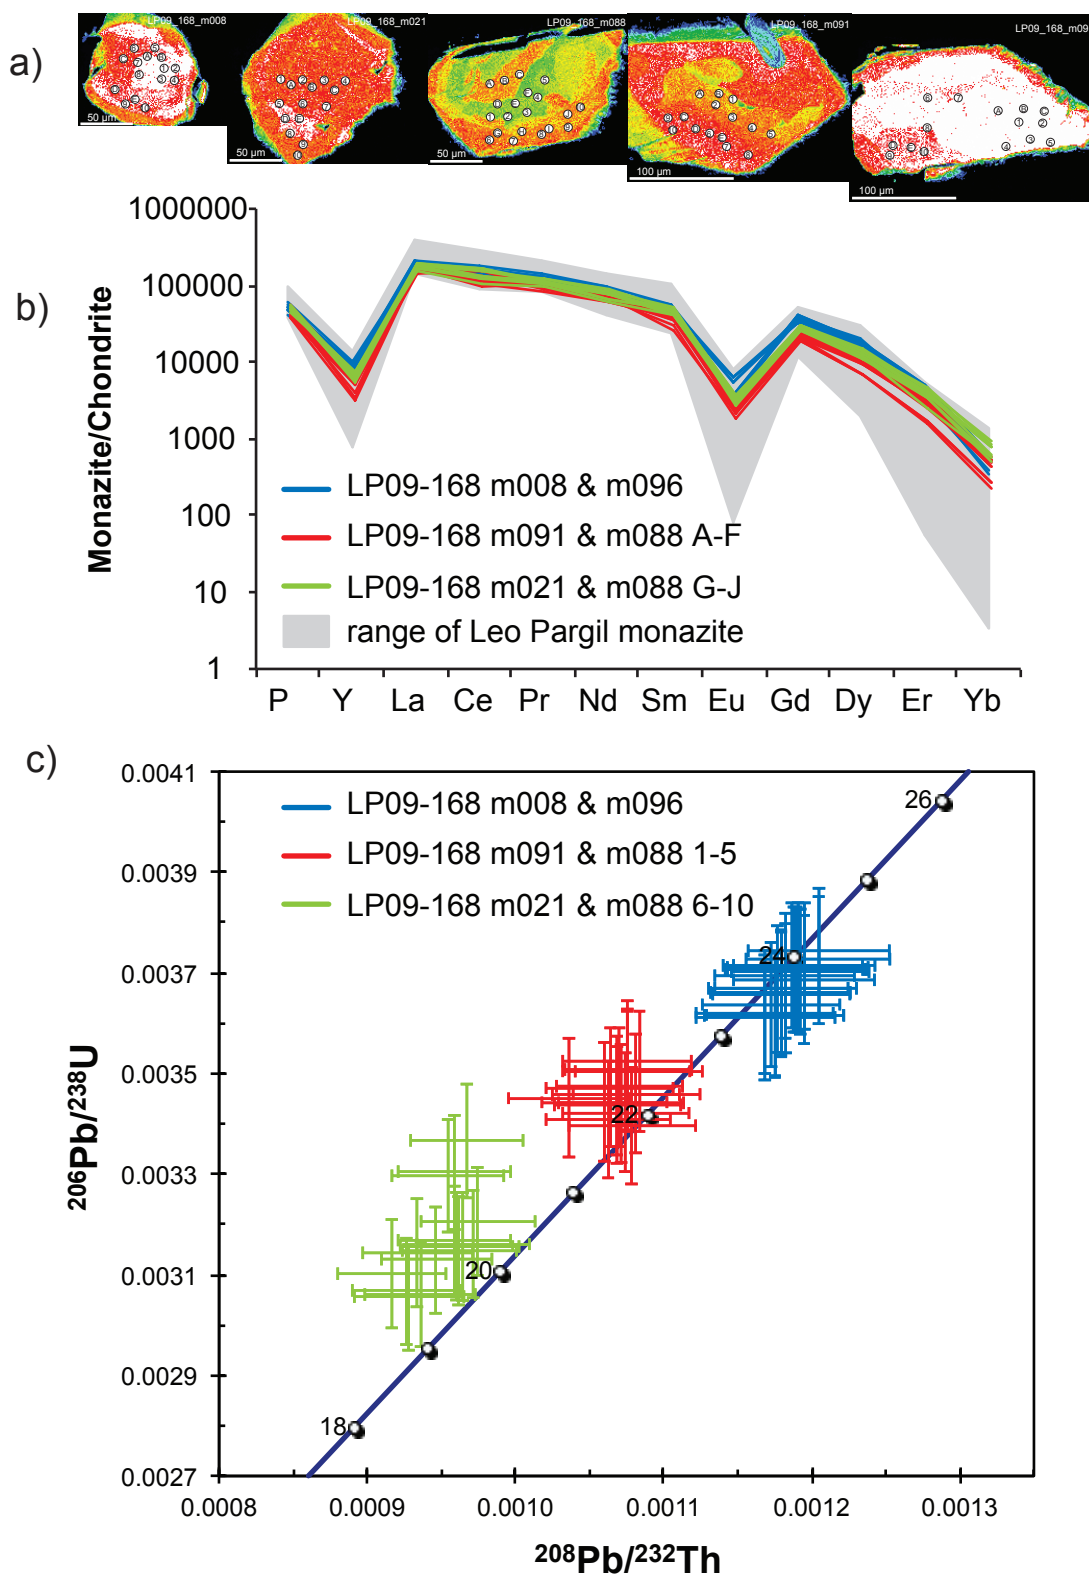 a)
LP09_168_m008
LP09_168_m021
LP09_168_m088
LP09_168_m091
LP09_168_m09
50 µm
50 µm
50 µm
100 µm
100 µm
b)
Monazite/Chondrite
1000000
100000
10000
1000
100
10
1
LP09-168 m008 & m096
LP09-168 m091 & m088 A-F
LP09-168 m021 & m088 G-J
range of Leo Pargil monazite
P Y La Ce Pr Nd Sm Eu Gd Dy Er Yb
c)
206Pb/238U
0.0041
0.0039
0.0037
0.0035
0.0033
0.0031
0.0029
0.0027
LP09-168 m008 & m096
LP09-168 m091 & m088 1-5
LP09-168 m021 & m088 6-10
26
24
22
20
18
0.0008 0.0009 0.0010 0.0011 0.0012 0.0013
208Pb/232Th